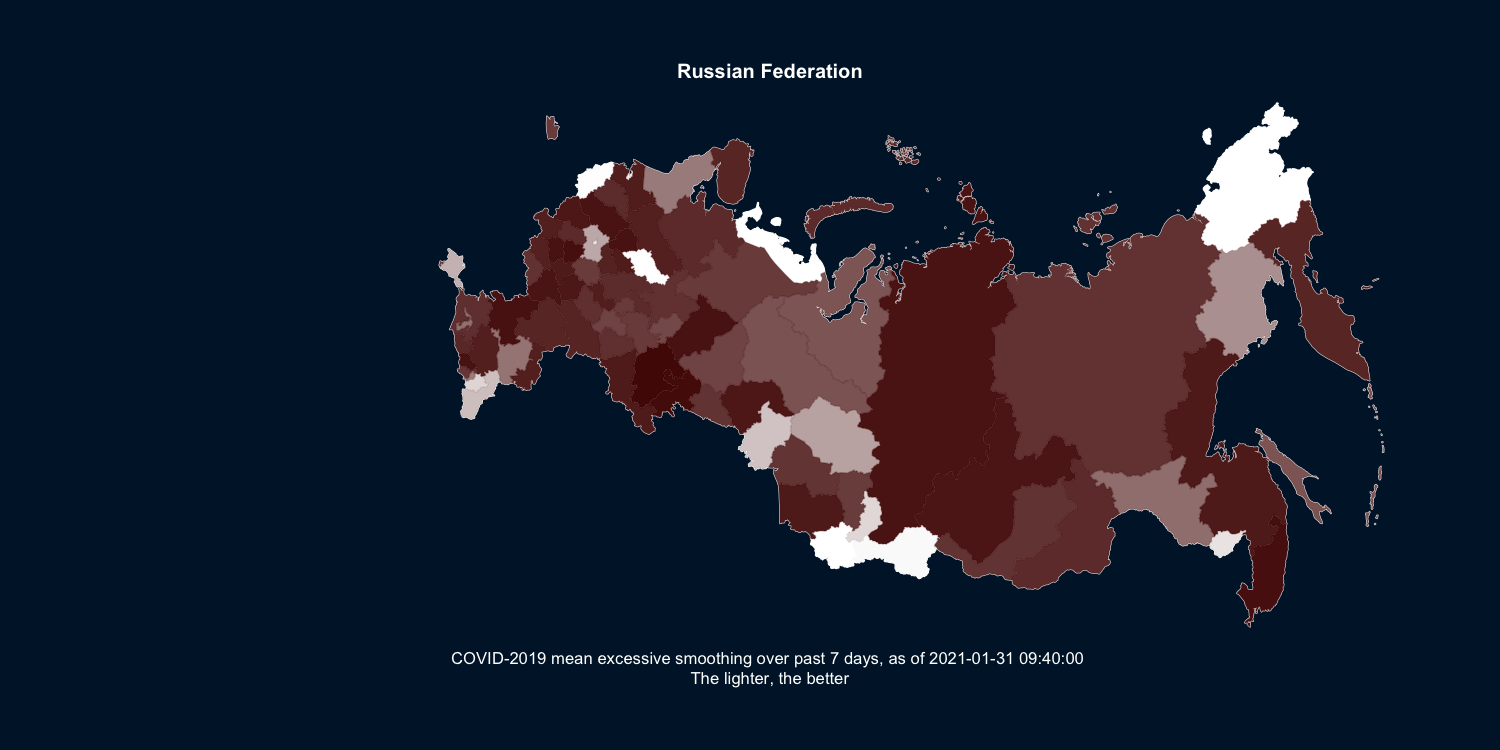 Russian Federation
COVID-2019 mean excessive smoothing over past 7 days, as of 2021-01-31 09:40:00
The lighter, the better